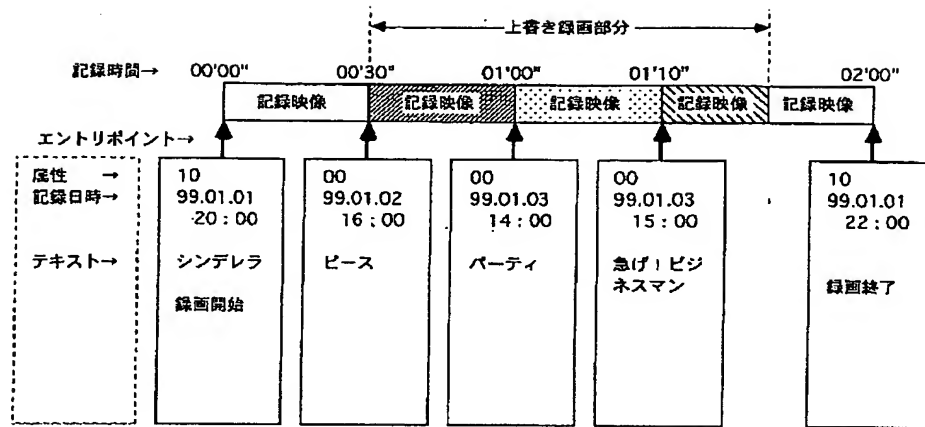 上書き録画部分
記録時間→ 00'00" 00'30" 01'00" 01'10" 02'00"
記録映像 記録映像 記録映像 記録映像 記録映像
エントリポイント→
属性 → 10 00 00 00 10
記録日時→ 99.01.01 99.01.02 99.01.03 99.01.03 99.01.01
20:00 16:00 14:00 15:00 22:00
テキスト→ シンデレラ ピース パーティ 急げ!ビジ
ネスマン
録画開始 録画終了